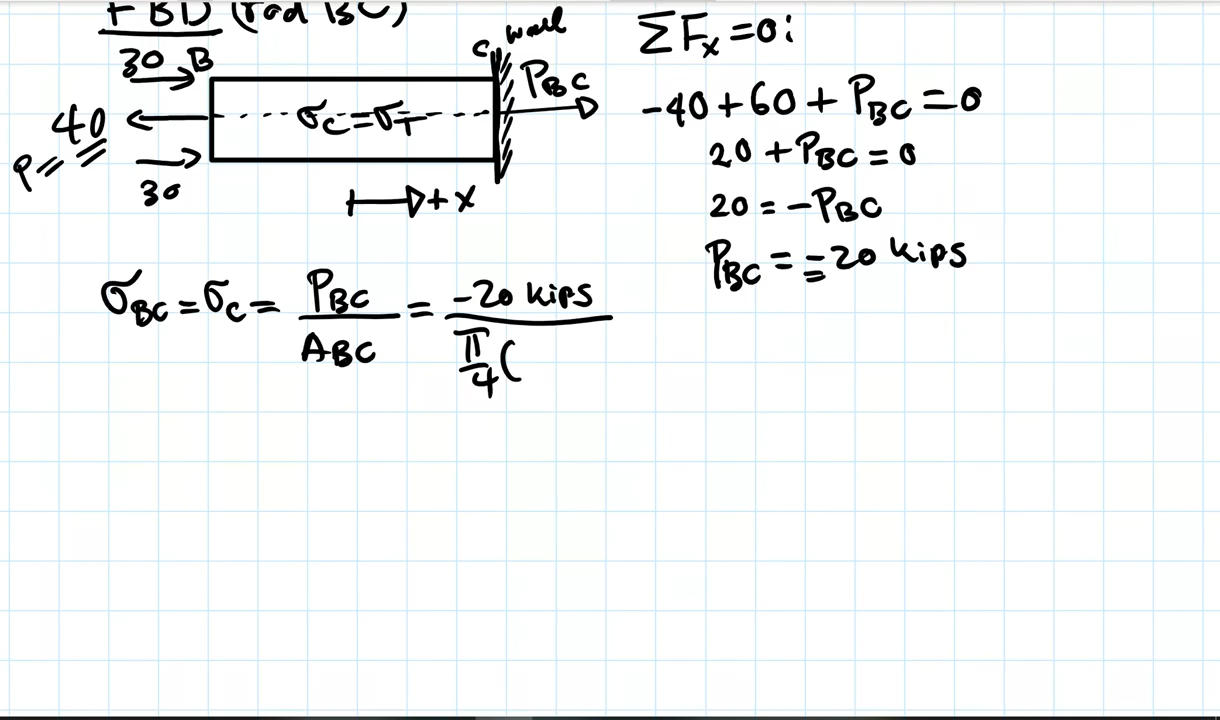 FBD (rod BC)
30 B
C wall
P_BC
40
σ_C = σ_T
P =
30
+ x
σ_BC = σ_C = P_BC / A_BC = -20 kips / π/4 (
ΣF_x = 0 :
-40 + 60 + P_BC = 0
20 + P_BC = 0
20 = -P_BC
P_BC = -20 kips